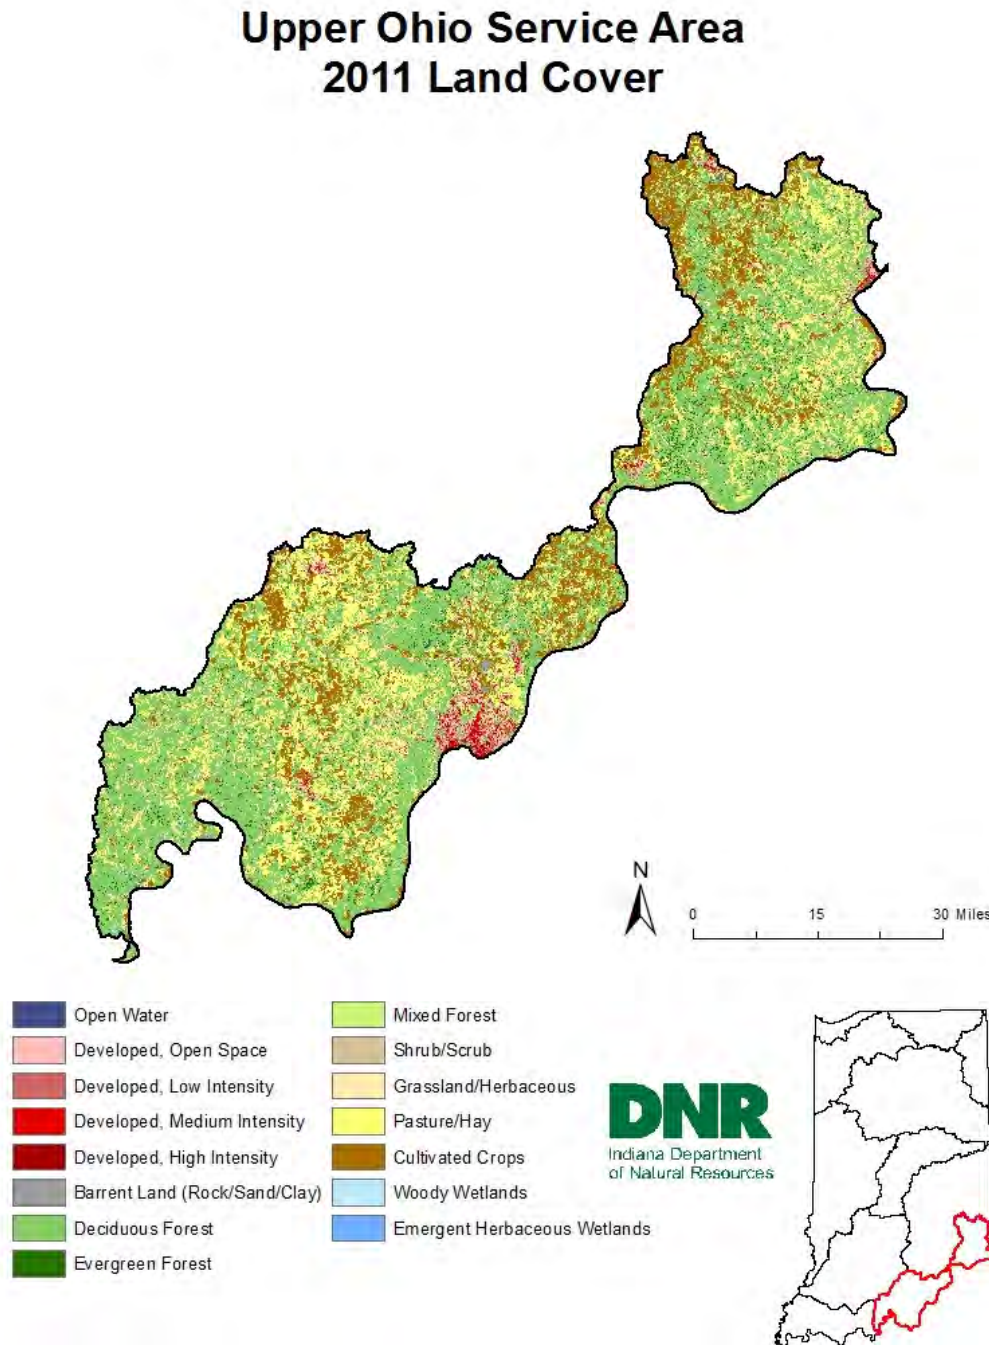 Upper Ohio Service Area
2011 Land Cover
N
0 15 30 Miles
Open Water
Developed, Open Space
Developed, Low Intensity
Developed, Medium Intensity
Developed, High Intensity
Barrent Land (Rock/Sand/Clay)
Deciduous Forest
Evergreen Forest
Mixed Forest
Shrub/Scrub
Grassland/Herbaceous
Pasture/Hay
Cultivated Crops
Woody Wetlands
Emergent Herbaceous Wetlands
DNR
Indiana Department
of Natural Resources